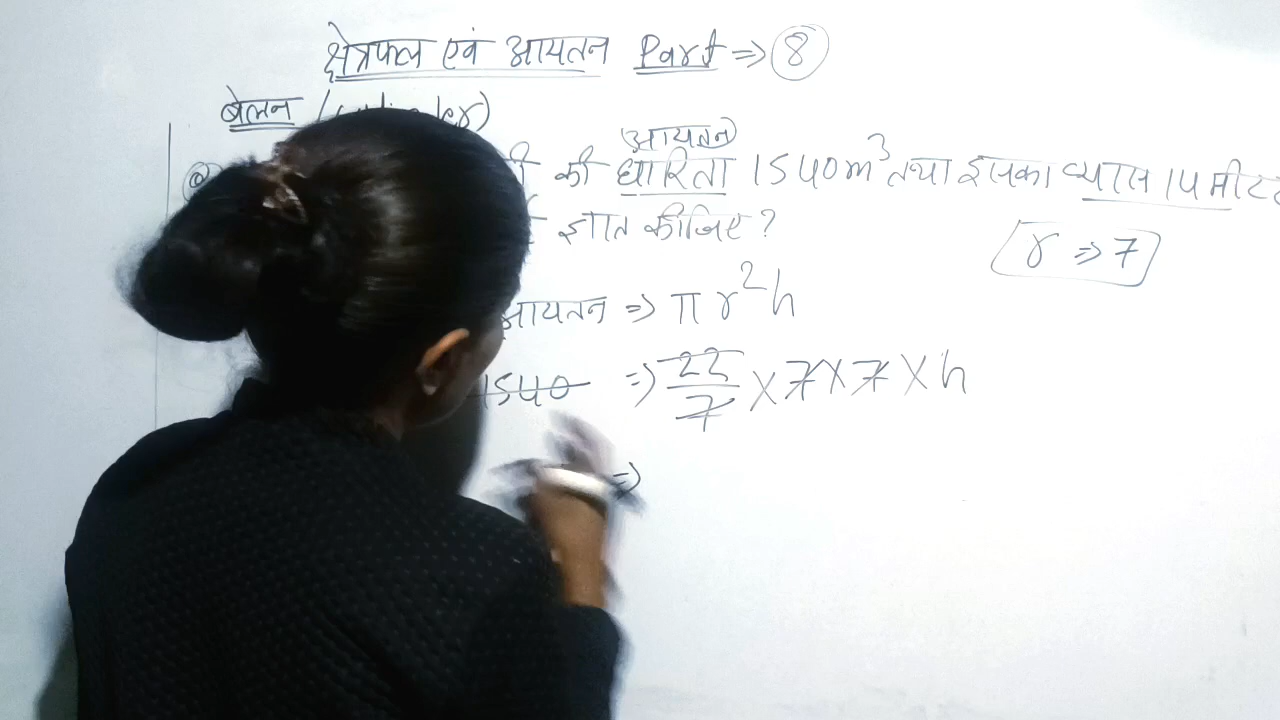 क्षेत्रफल एवं आयतन Part ⇒ 8
बेलन
आयतन
की धारिता 1540m³ तथा इसका व्यास 14 मीटर
ज्ञात कीजिए?
r ⇒ 7
आयतन ⇒ πr²h
1540 ⇒ 22/7 × 7 × 7 × h
⇒